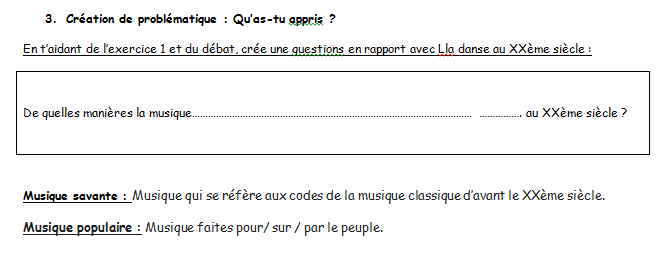 3. Création de problématique : Qu'as-tu appris ?
En t'aidant de l'exercice 1 et du débat, crée une questions en rapport avec Lla danse au XXème siècle :
De quelles manières la musique.................................................................................................... ................ au XXème siècle ?
Musique savante : Musique qui se réfère aux codes de la musique classique d'avant le XXème siècle.
Musique populaire : Musique faites pour/ sur / par le peuple.